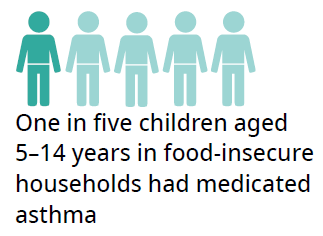 One in five children aged
5–14 years in food-insecure
households had medicated
asthma